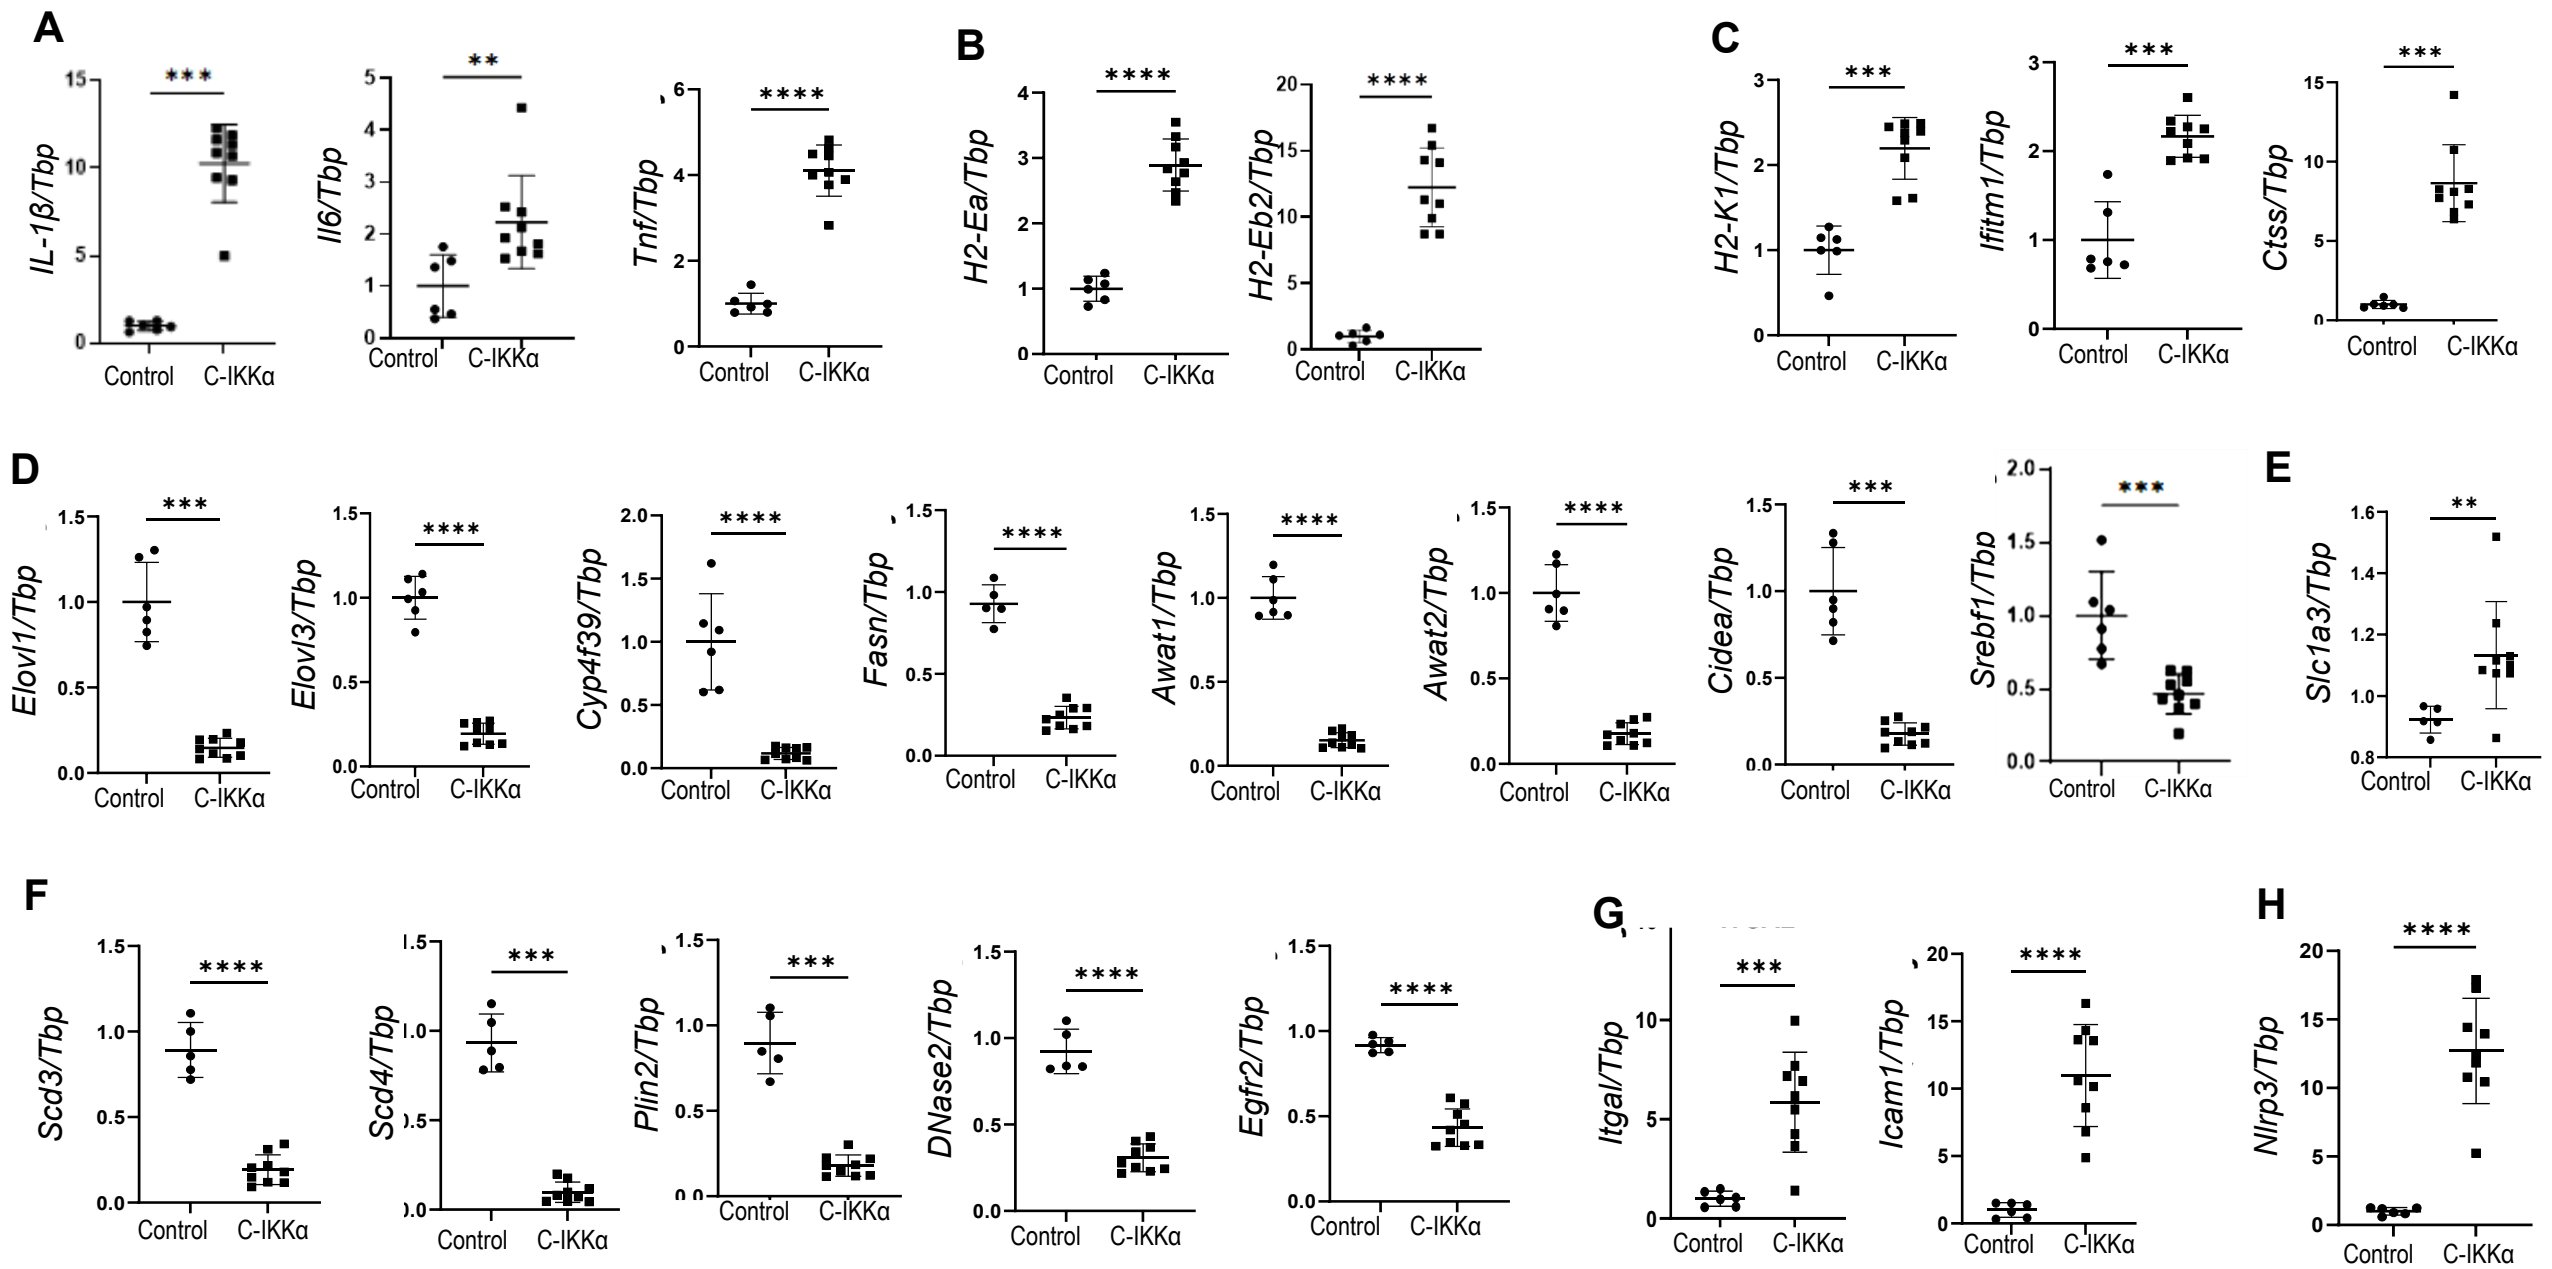 A
IL-1β/Tbp
15
10
5
0
***
Control C-IKKα
Il6/Tbp
5
4
3
2
1
0
**
Control C-IKKα
Tnf/Tbp
6
4
2
0
****
Control C-IKKα
B
H2-Ea/Tbp
4
3
2
1
0
****
Control C-IKKα
H2-Eb2/Tbp
20
15
10
5
0
****
Control C-IKKα
C
H2-K1/Tbp
3
2
1
0
***
Control C-IKKα
Ifitm1/Tbp
3
2
1
0
***
Control C-IKKα
Ctss/Tbp
15
10
5
0
***
Control C-IKKα
D
Elovl1/Tbp
1.5
1.0
0.5
0.0
***
Control C-IKKα
Elovl3/Tbp
1.5
1.0
0.5
0.0
****
Control C-IKKα
Cyp4f39/Tbp
2.0
1.5
1.0
0.5
0.0
****
Control C-IKKα
Fasn/Tbp
1.5
1.0
0.5
0.0
****
Control C-IKKα
Awat1/Tbp
1.5
1.0
0.5
0.0
****
Control C-IKKα
Awat2/Tbp
1.5
1.0
0.5
0.0
****
Control C-IKKα
Cidea/Tbp
1.5
1.0
0.5
0.0
***
Control C-IKKα
Srebf1/Tbp
2.0
1.5
1.0
0.5
0.0
***
Control C-IKKα
E
Slc1a3/Tbp
1.6
1.4
1.2
1.0
0.8
**
Control C-IKKα
F
Scd3/Tbp
1.5
1.0
0.5
0.0
****
Control C-IKKα
Scd4/Tbp
1.5
1.0
0.5
0.0
***
Control C-IKKα
Plin2/Tbp
1.5
1.0
0.5
0.0
***
Control C-IKKα
DNase2/Tbp
1.5
1.0
0.5
0.0
****
Control C-IKKα
Egfr2/Tbp
1.5
1.0
0.5
0.0
****
Control C-IKKα
G
Itgal/Tbp
10
5
0
***
Control C-IKKα
Icam1/Tbp
20
15
10
5
0
****
Control C-IKKα
H
Nlrp3/Tbp
20
15
10
5
0
****
Control C-IKKα